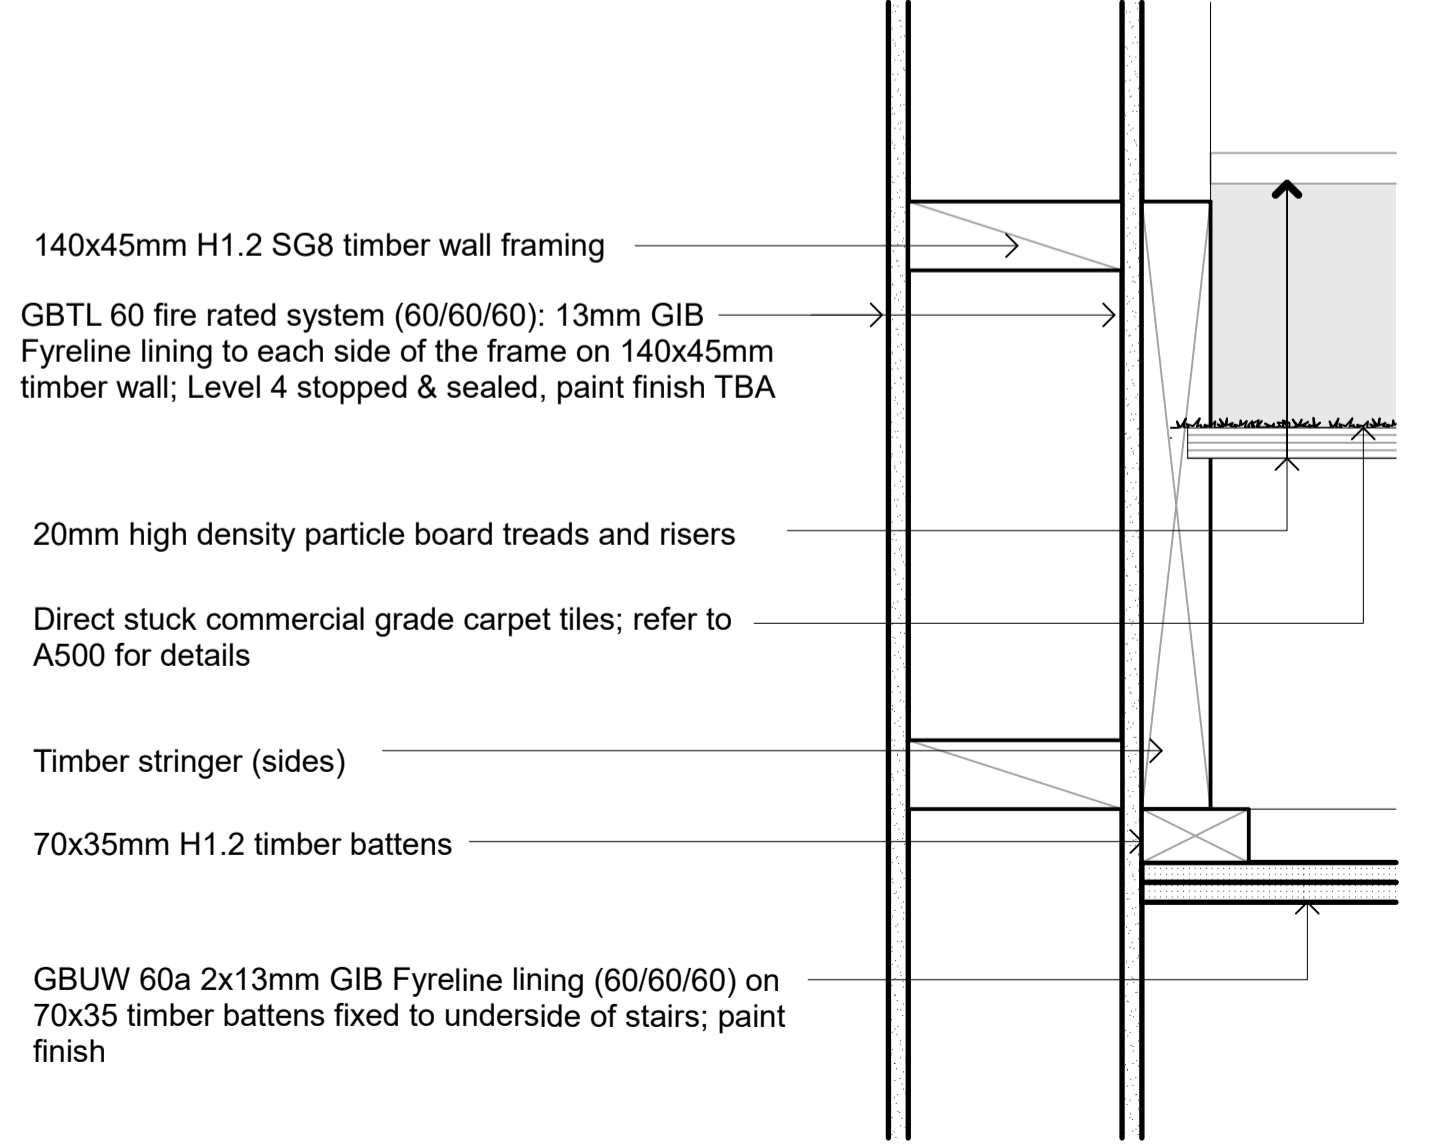 140x45mm H1.2 SG8 timber wall framing
GBTL 60 fire rated system (60/60/60): 13mm GIB
Fyreline lining to each side of the frame on 140x45mm
timber wall; Level 4 stopped & sealed, paint finish TBA
20mm high density particle board treads and risers
Direct stuck commercial grade carpet tiles; refer to
A500 for details
Timber stringer (sides)
70x35mm H1.2 timber battens
GBUW 60a 2x13mm GIB Fyreline lining (60/60/60) on
70x35 timber battens fixed to underside of stairs; paint
finish